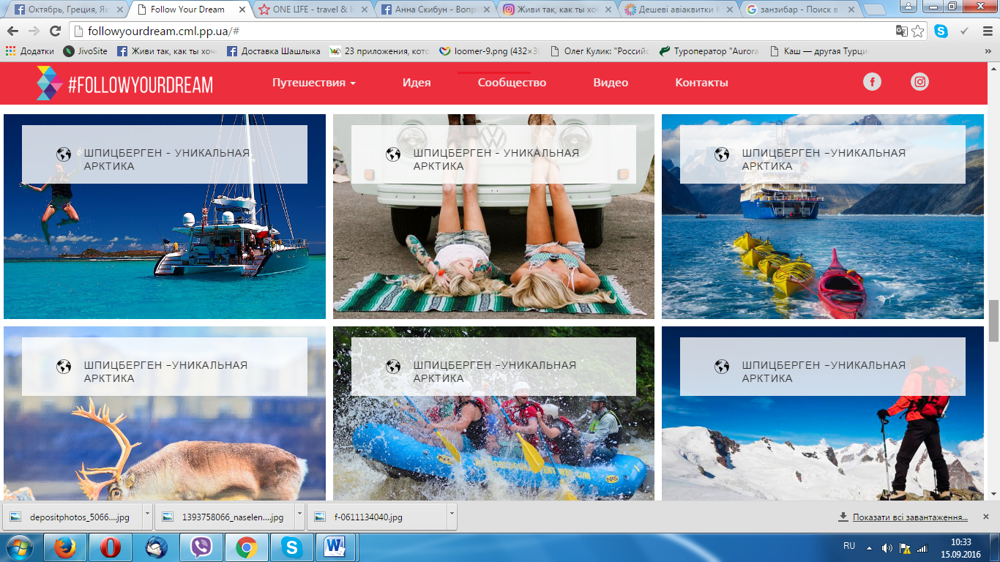 Октябрь, Греция, Ях
Follow Your Dream
ONE LIFE - travel & li
Анна Скибун - Вопр
Живи так, как ты хо
Дешеві авіаквитки К
занзибар - Поиск в
followyourdream.cml.pp.ua/#
Додатки
JivoSite
Живи так, как ты хоч
Доставка Шашлыка
23 приложения, кото
loomer-9.png (432×3
Олег Кулик: "Россий
Туроператор "Aurora
Каш — другая Турци
»
#FOLLOWYOURDREAM
Путешествия
Идея
Сообщество
Видео
Контакты
ШПИЦБЕРГЕН - УНИКАЛЬНАЯ
АРКТИКА
ШПИЦБЕРГЕН - УНИКАЛЬНАЯ
АРКТИКА
ШПИЦБЕРГЕН –УНИКАЛЬНАЯ
АРКТИКА
ШПИЦБЕРГЕН –УНИКАЛЬНАЯ
АРКТИКА
ШПИЦБЕРГЕН –УНИКАЛЬНАЯ
АРКТИКА
ШПИЦБЕРГЕН –УНИКАЛЬНАЯ
АРКТИКА
NRS
NRS
depositphotos_5066....jpg
1393758066_naselen....jpg
f-0611134040.jpg
Показати всі завантаження...
RU
10:33
15.09.2016